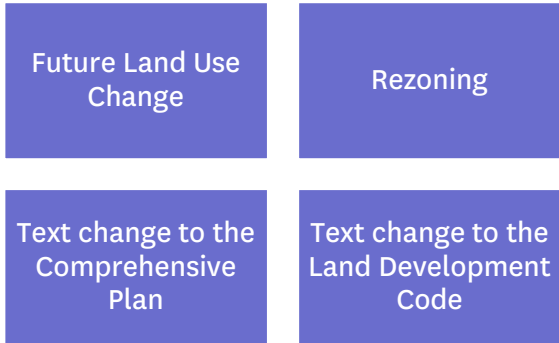 Future Land Use
Change
Rezoning
Text change to the
Comprehensive
Plan
Text change to the
Land Development
Code